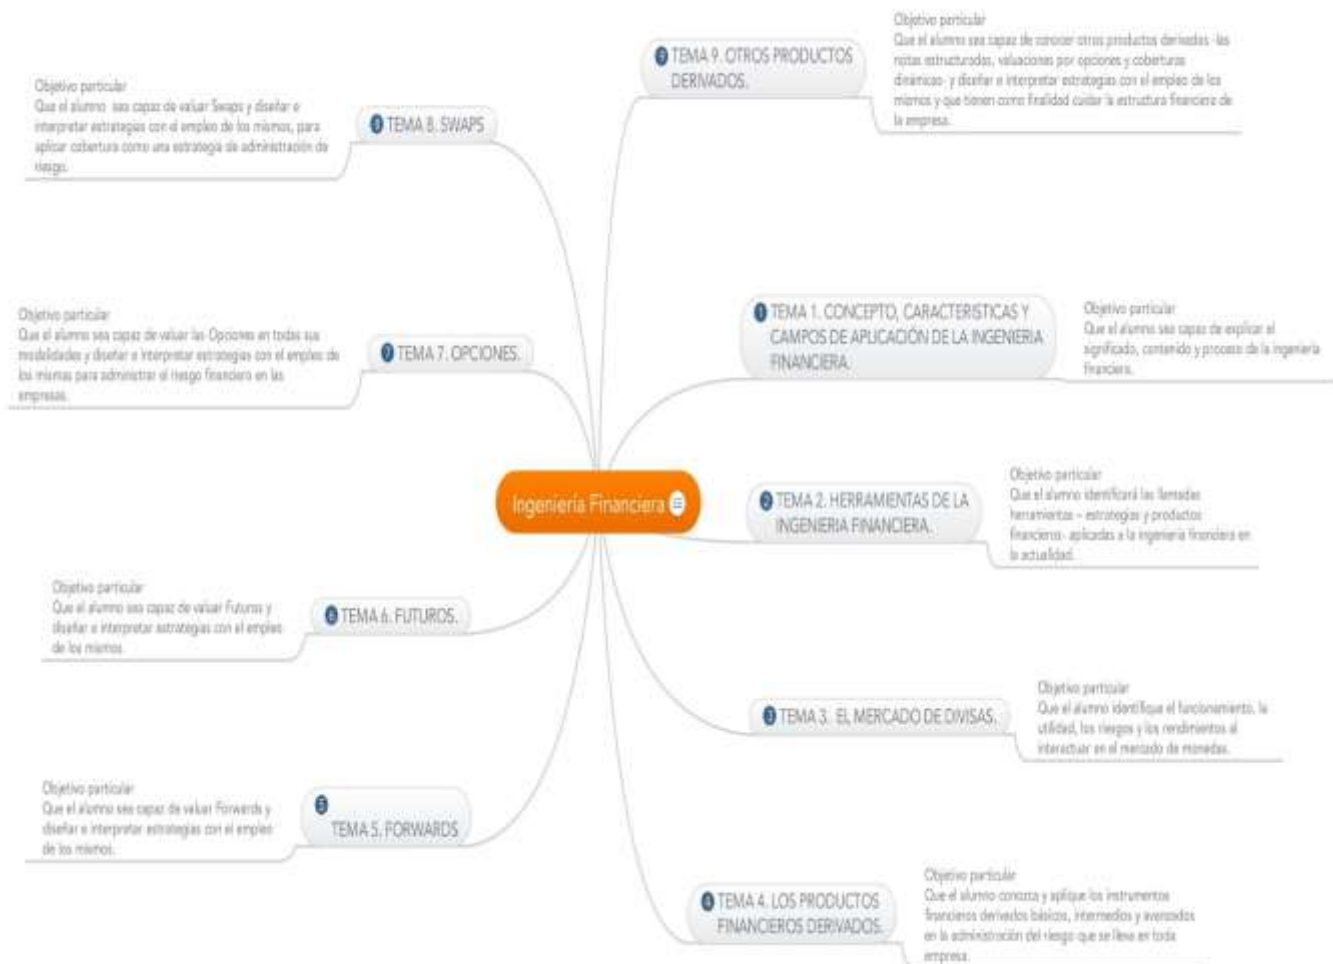 Ingeniería Financiera
1 TEMA 1. CONCEPTO, CARACTERISTICAS Y
CAMPOS DE APLICACIÓN DE LA INGENIERIA
FINANCIERA.
Objetivo particular
Que el alumno sea capaz de explicar el
significado, contenido y proceso de la ingeniería
financiera.
2 TEMA 2. HERRAMIENTAS DE LA
INGENIERIA FINANCIERA.
Objetivo particular
Que el alumno identificará las llamadas
herramientas – estrategias y productos
financieros- aplicadas a la ingeniería financiera en
la actualidad.
3 TEMA 3. EL MERCADO DE DIVISAS.
Objetivo particular
Que el alumno identifique el funcionamiento, la
utilidad, los riesgos y los rendimientos al
interactuar en el mercado de monedas.
4 TEMA 4. LOS PRODUCTOS
FINANCIEROS DERIVADOS.
Objetivo particular
Que el alumno conozca y aplique los instrumentos
financieros derivados básicos, intermedios y avanzados
en la administración del riesgo que se lleva en toda
empresa.
5
TEMA 5. FORWARDS
Objetivo particular
Que el alumno sea capaz de valuar Forwards y
diseñar e interpretar estrategias con el empleo
de los mismos.
6 TEMA 6. FUTUROS.
Objetivo particular
Que el alumno sea capaz de valuar Futuros y
diseñar e interpretar estrategias con el empleo
de los mismos.
7 TEMA 7. OPCIONES.
Objetivo particular
Que el alumno sea capaz de valuar las Opciones en todas sus
modalidades y diseñar e interpretar estrategias con el empleo de
los mismas para administrar el riesgo financiero en las
empresas.
8 TEMA 8. SWAPS
Objetivo particular
Que el alumno sea capaz de valuar Swaps y diseñar e
interpretar estrategias con el empleo de los mismos, para
aplicar cobertura como una estrategia de administración de
riesgo.
9 TEMA 9. OTROS PRODUCTOS
DERIVADOS.
Objetivo particular
Que el alumno sea capaz de conocer otros productos derivados -las
notas estructuradas, valuaciones por opciones y coberturas
dinámicas- y diseñar e interpretar estrategias con el empleo de los
mismos y que tienen como finalidad cuidar la estructura financiera de
la empresa.